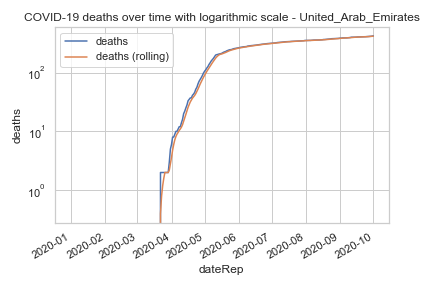 COVID-19 deaths over time with logarithmic scale - United_Arab_Emirates
deaths
deaths (rolling)
10²
10¹
10⁰
deaths
2020-01
2020-02
2020-03
2020-04
2020-05
2020-06
2020-07
2020-08
2020-09
2020-10
dateRep